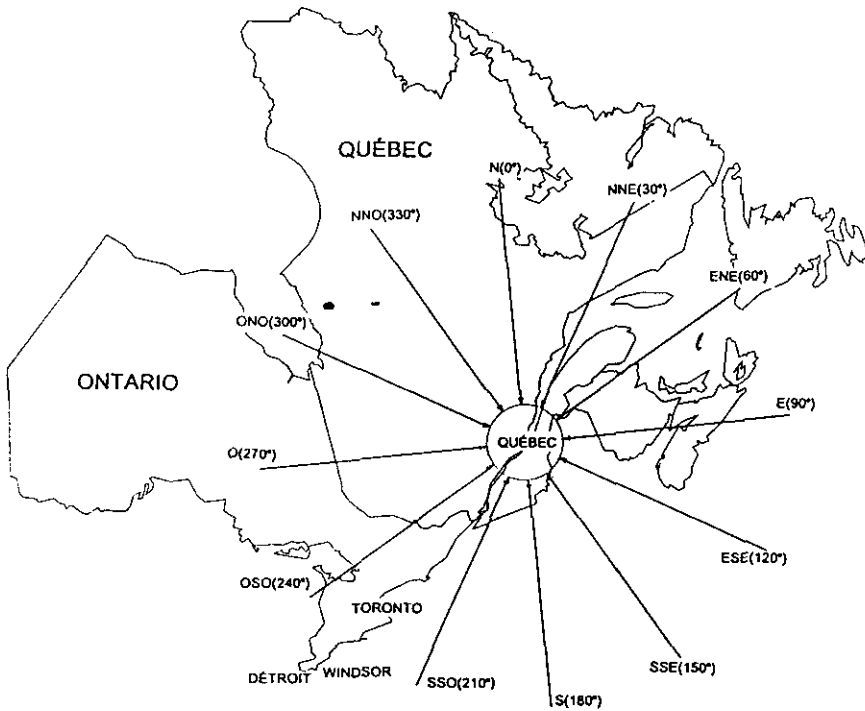 QUÉBEC
N(0°)
NNE(30°)
NNO(330°)
ENE(60°)
ONO(300°)
ONTARIO
E(90°)
QUÉBEC
O(270°)
ESE(120°)
OSO(240°)
TORONTO
SSE(150°)
DÉTROIT WINDSOR
SSO(210°)
S(180°)